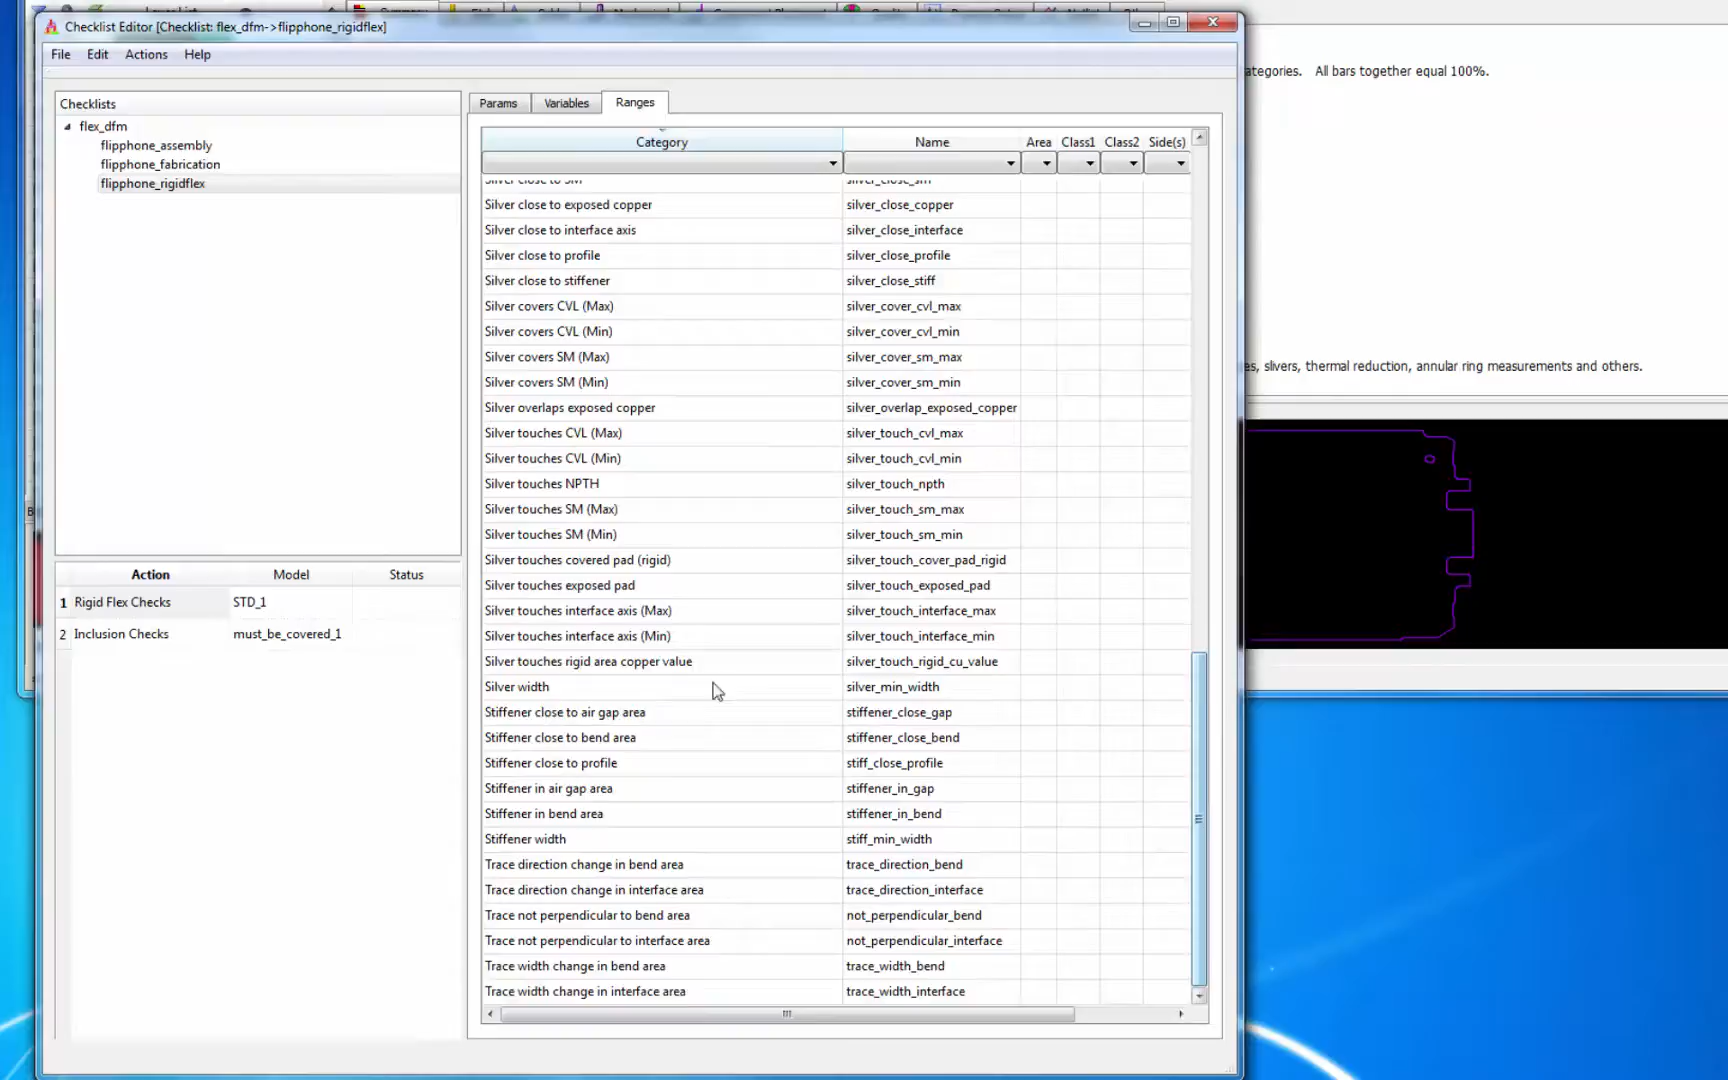 Checklist Editor [Checklist: flex_dfm->flipphone_rigidflex]
File Edit Actions Help
ategories. All bars together equal 100%.
Checklists
flex_dfm
flipphone_assembly
flipphone_fabrication
flipphone_rigidflex
Params Variables Ranges
Category Name Area Class1 Class2 Side(s)
Silver close to SM silver_close_sm
Silver close to exposed copper silver_close_copper
Silver close to interface axis silver_close_interface
Silver close to profile silver_close_profile
Silver close to stiffener silver_close_stiff
Silver covers CVL (Max) silver_cover_cvl_max
Silver covers CVL (Min) silver_cover_cvl_min
Silver covers SM (Max) silver_cover_sm_max
Silver covers SM (Min) silver_cover_sm_min
Silver overlaps exposed copper silver_overlap_exposed_copper
Silver touches CVL (Max) silver_touch_cvl_max
Silver touches CVL (Min) silver_touch_cvl_min
Silver touches NPTH silver_touch_npth
Silver touches SM (Max) silver_touch_sm_max
Silver touches SM (Min) silver_touch_sm_min
Silver touches covered pad (rigid) silver_touch_cover_pad_rigid
Silver touches exposed pad silver_touch_exposed_pad
Silver touches interface axis (Max) silver_touch_interface_max
Silver touches interface axis (Min) silver_touch_interface_min
Silver touches rigid area copper value silver_touch_rigid_cu_value
Silver width silver_min_width
Stiffener close to air gap area stiffener_close_gap
Stiffener close to bend area stiffener_close_bend
Stiffener close to profile stiff_close_profile
Stiffener in air gap area stiffener_in_gap
Stiffener in bend area stiffener_in_bend
Stiffener width stiff_min_width
Trace direction change in bend area trace_direction_bend
Trace direction change in interface area trace_direction_interface
Trace not perpendicular to bend area not_perpendicular_bend
Trace not perpendicular to interface area not_perpendicular_interface
Trace width change in bend area trace_width_bend
Trace width change in interface area trace_width_interface
es, slivers, thermal reduction, annular ring measurements and others.
Action Model Status
1 Rigid Flex Checks STD_1
2 Inclusion Checks must_be_covered_1